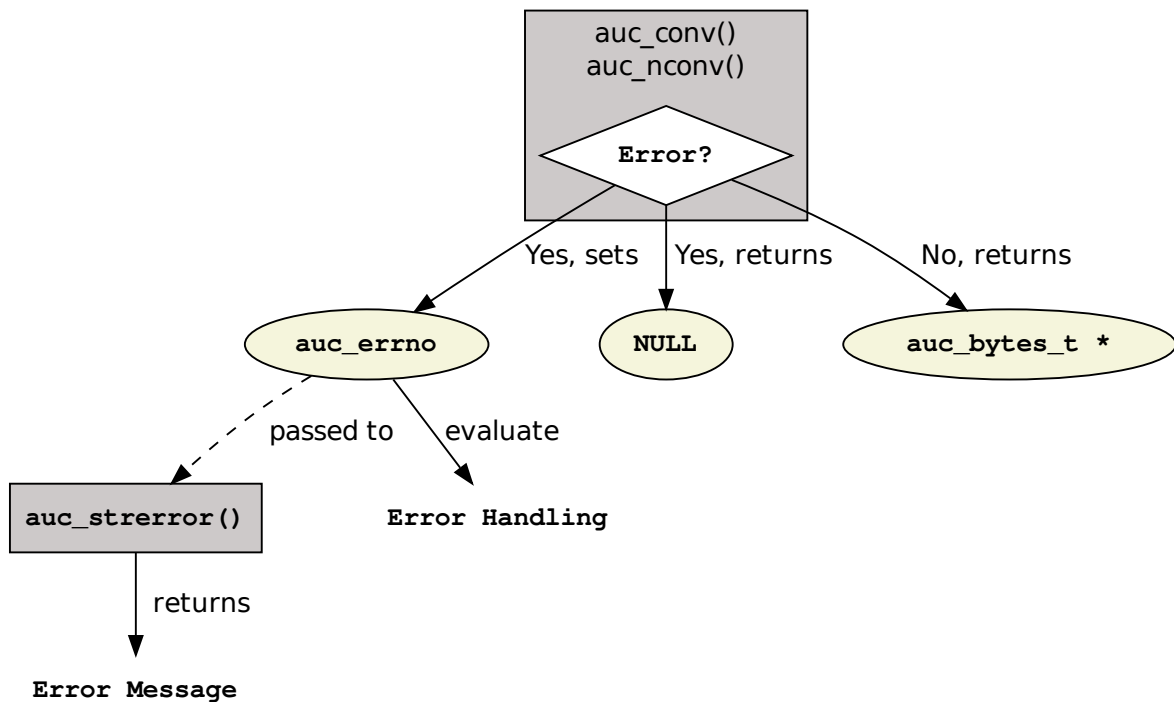 auc_conv()
auc_nconv()
Error?
Yes, sets
Yes, returns
No, returns
auc_errno
NULL
auc_bytes_t *
passed to
evaluate
auc_strerror()
Error Handling
returns
Error Message